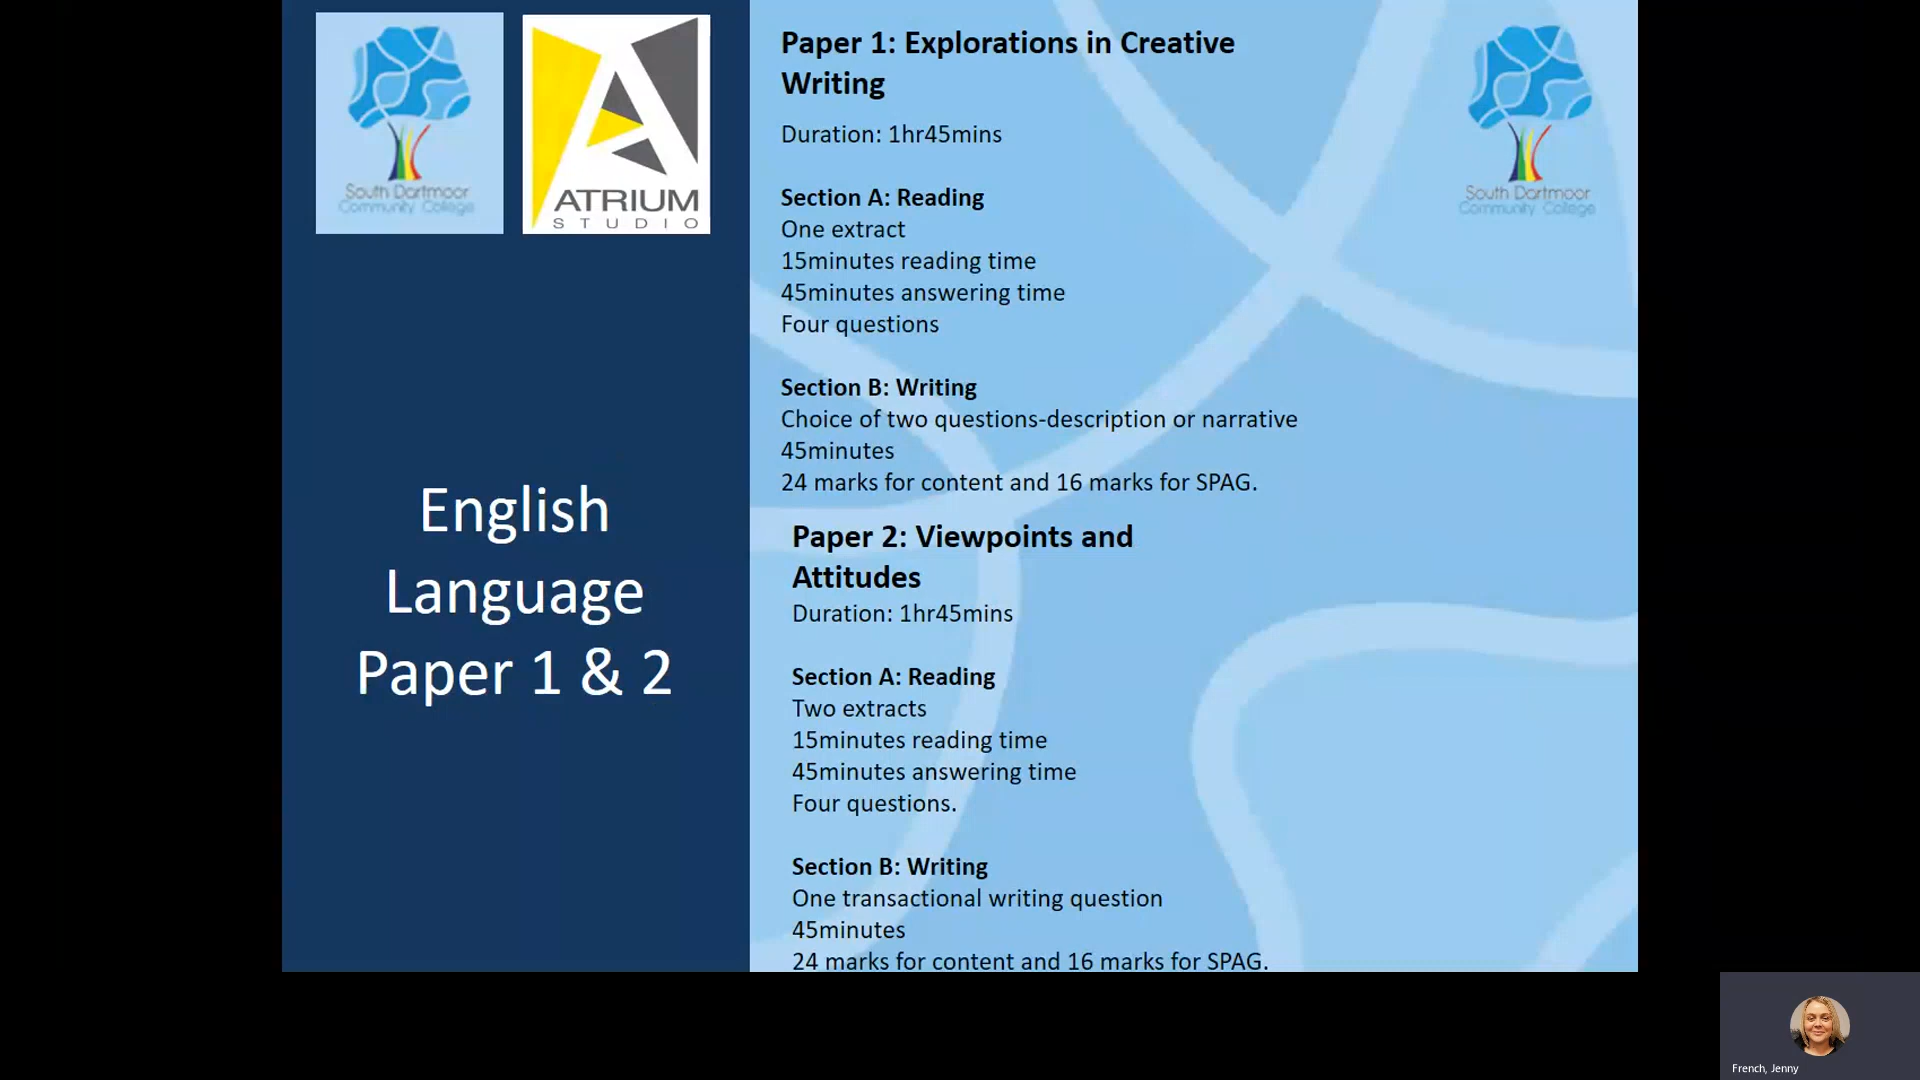 South Dartmoor
Community College
ATRIUM
STUDIO
English
Language
Paper 1 & 2
Paper 1: Explorations in Creative
Writing
Duration: 1hr45mins
Section A: Reading
One extract
15minutes reading time
45minutes answering time
Four questions
Section B: Writing
Choice of two questions-description or narrative
45minutes
24 marks for content and 16 marks for SPAG.
Paper 2: Viewpoints and
Attitudes
Duration: 1hr45mins
Section A: Reading
Two extracts
15minutes reading time
45minutes answering time
Four questions.
Section B: Writing
One transactional writing question
45minutes
24 marks for content and 16 marks for SPAG.
South Dartmoor
Community College
French, Jenny